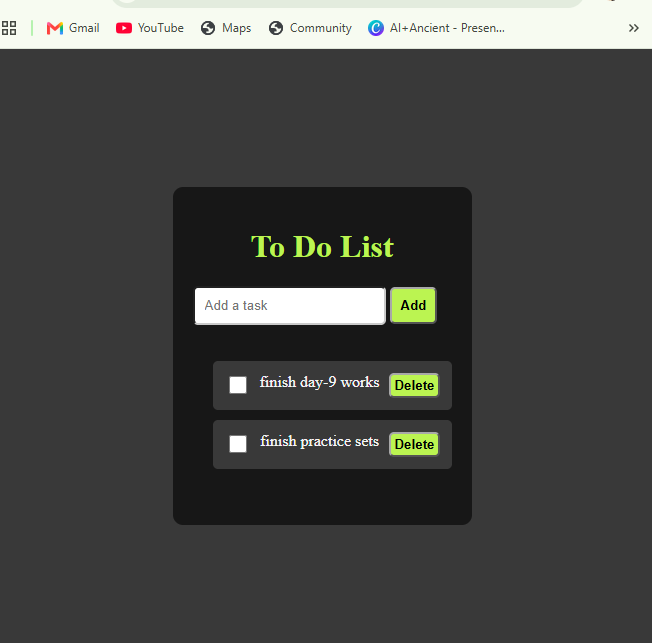 Gmail YouTube Maps Community AI+Ancient - Presen...
To Do List
Add a task Add
finish day-9 works Delete
finish practice sets Delete